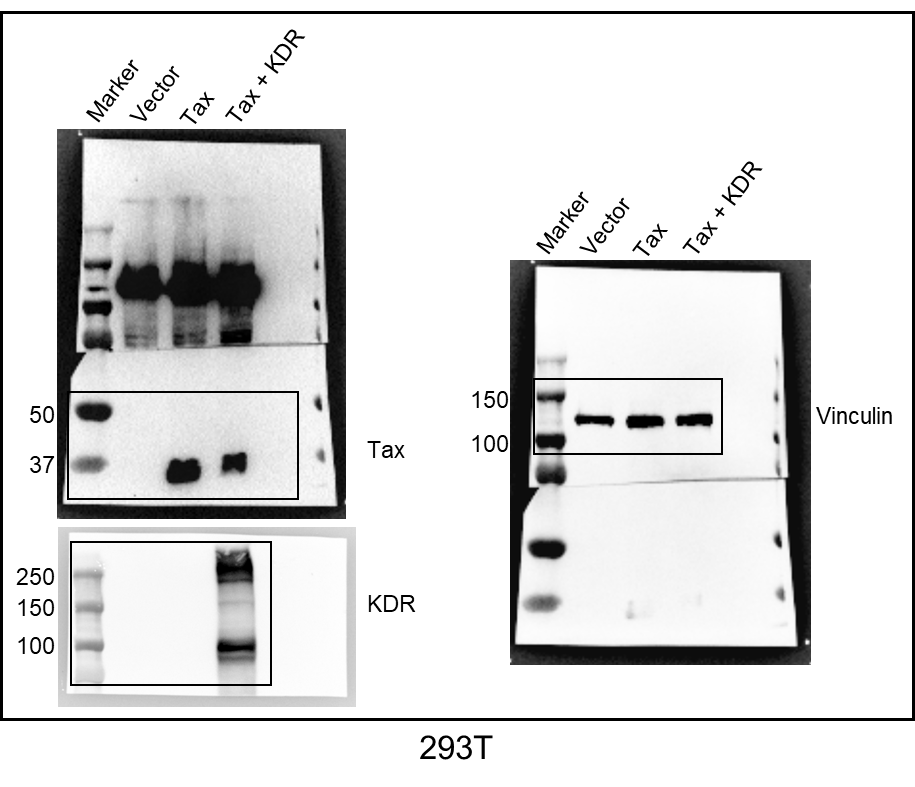 Marker
Vector
Tax
Tax + KDR
50
37
Tax
250
150
100
KDR
Marker
Vector
Tax
Tax + KDR
150
100
Vinculin
293T